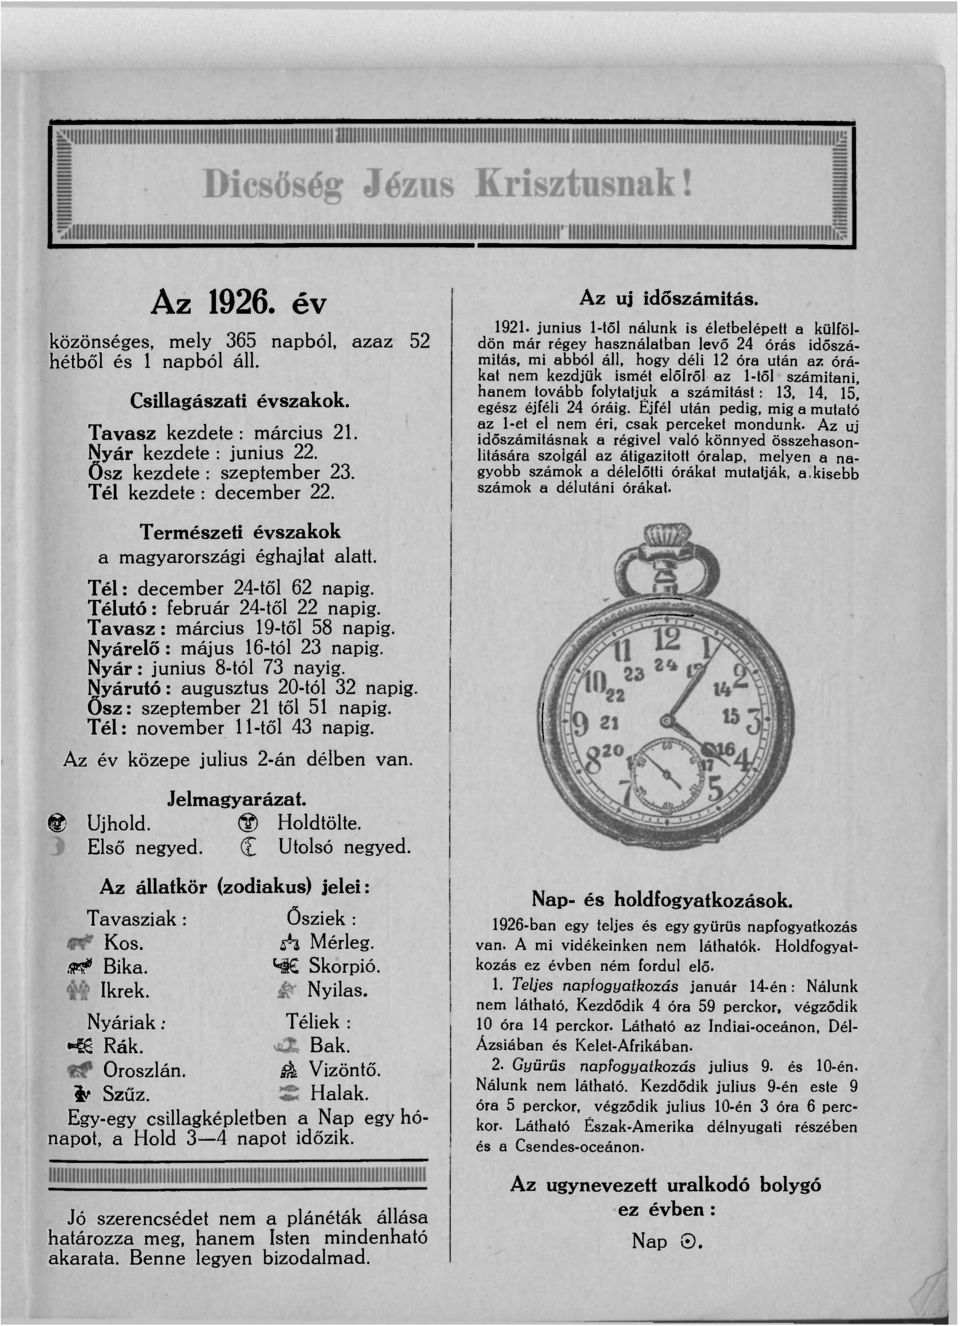 Dicsőség Jézus Krisztusnak!
Az 1926. év
közönséges, mely 365 napból, azaz 52
hétből és 1 napból áll.
Csillagászati évszakok.
Tavasz kezdete : március 21.
Nyár kezdete : junius 22.
Ősz kezdete : szeptember 23.
Tél kezdete : december 22.
Természeti évszakok
a magyarországi éghajlat alatt.
Tél : december 24-től 62 napig.
Télutó : február 24-től 22 napig.
Tavasz : március 19-től 58 napig.
Nyárelő : május 16-tól 23 napig.
Nyár : junius 8-tól 73 nayig.
Nyárutó : augusztus 20-tól 32 napig.
Ősz : szeptember 21 től 51 napig.
Tél : november 11-től 43 napig.
Az év közepe julius 2-án délben van.
Jelmagyarázat.
Ujhold. Holdtölte.
Első negyed. Utolsó negyed.
Az állatkör (zodiakus) jelei :
Tavasziak : Ősziek :
Kos. Mérleg.
Bika. Skorpió.
Ikrek. Nyilas.
Nyáriak : Téliek :
Rák. Bak.
Oroszlán. Vizöntő.
Szűz. Halak.
Egy-egy csillagképletben a Nap egy hó-
napot, a Hold 3—4 napot időzik.
Jó szerencsédet nem a plánéták állása
határozza meg, hanem Isten mindenható
akarata. Benne legyen bizodalmad.
Az uj időszámitás.
1921. junius 1-től nálunk is életbelépett a külföl-
dön már régey használatban levő 24 órás időszá-
mitás, mi abból áll, hogy déli 12 óra után az órá-
kat nem kezdjük ismét előlről az 1-től számitani,
hanem tovább folytatjuk a számitást : 13, 14, 15,
egész éjféli 24 óráig. Éjfél után pedig, mig a mutató
az 1-et el nem éri, csak perceket mondunk. Az uj
időszámitásnak a régivel való könnyed összehason-
litására szolgál az átigazitott óralap, melyen a na-
gyobb számok a délelőtti órákat mutatják, a kisebb
számok a délutáni órákat.
11 12 1
10 23 24 2
22 14
9 21 15 3
8 20 16 4
17
7 5
Nap- és holdfogyatkozások.
1926-ban egy teljes és egy gyürüs napfogyatkozás
van. A mi vidékeinken nem láthatók. Holdfogyat-
kozás ez évben ném fordul elő.
1. Teljes napfogyatkozás január 14-én : Nálunk
nem látható, Kezdődik 4 óra 59 perckor, végződik
10 óra 14 perckor. Látható az Indiai-oceánon, Dél-
Ázsiában és Kelet-Afrikában.
2. Gyürüs napfogyatkozás julius 9. és 10-én.
Nálunk nem látható. Kezdődik julius 9-én este 9
óra 5 perckor, végződik julius 10-én 3 óra 6 perc-
kor. Látható Észak-Amerika délnyugati részében
és a Csendes-oceánon.
Az ugynevezett uralkodó bolygó
ez évben :
Nap ☉.